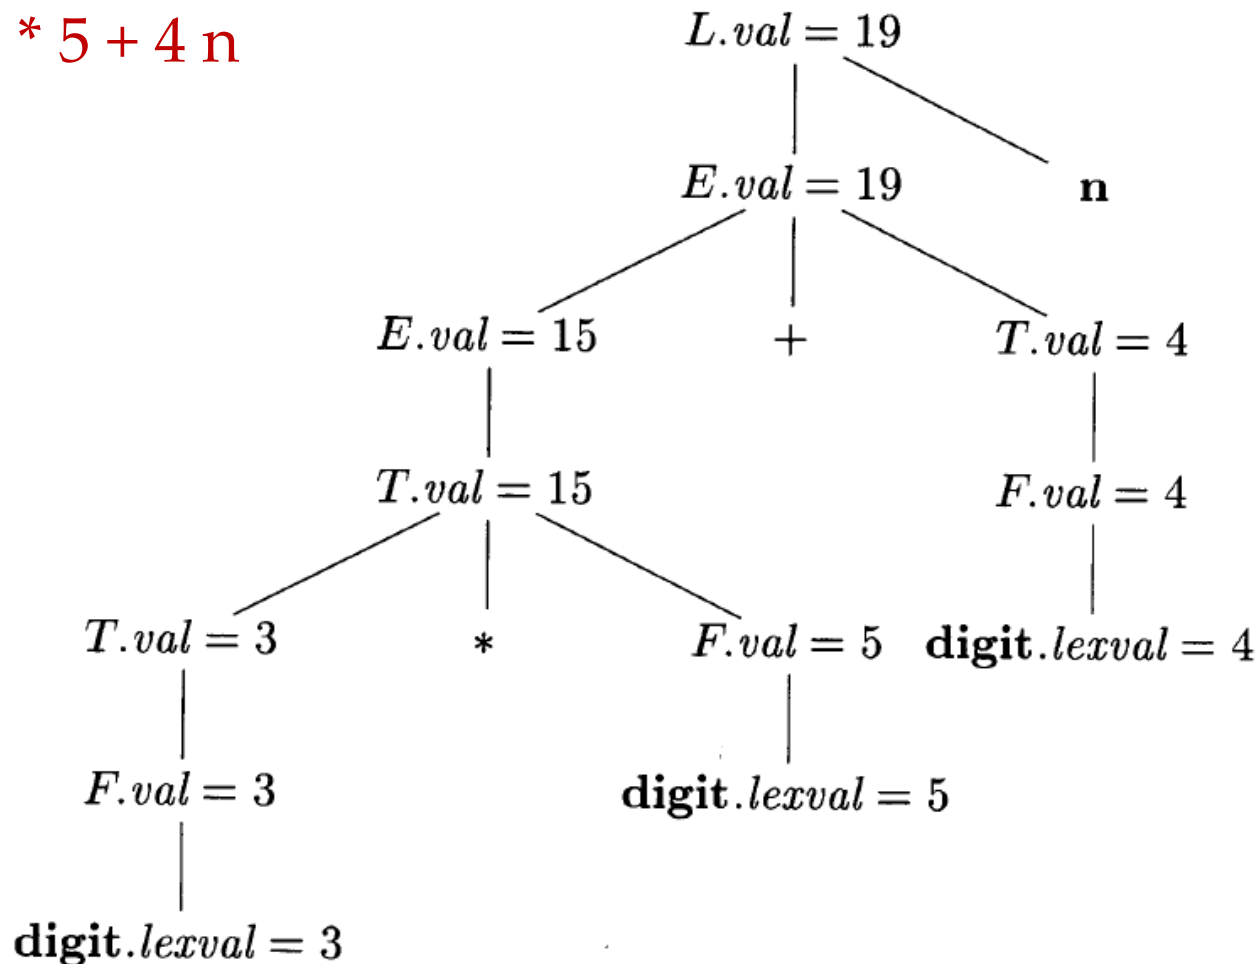 * 5 + 4 n
L.val = 19
E.val = 19
n
E.val = 15
+
T.val = 4
T.val = 15
F.val = 4
T.val = 3
*
F.val = 5
digit.lexval = 4
F.val = 3
digit.lexval = 5
digit.lexval = 3